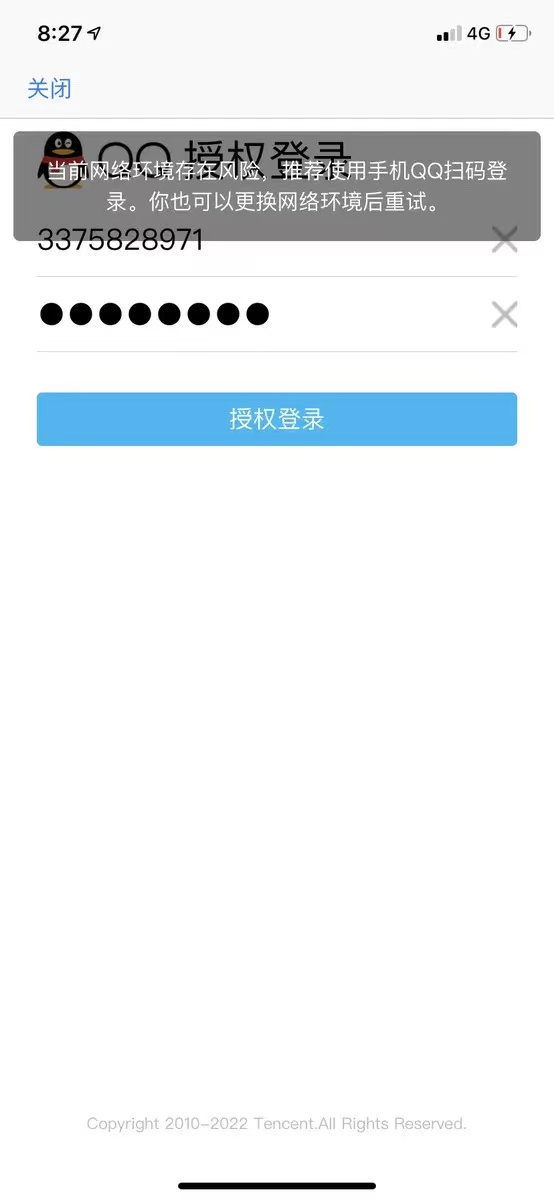 8:27
4G
关闭
QQ 授权登录
当前网络环境存在风险，推荐使用手机QQ扫码登
录。你也可以更换网络环境后重试。
3375828971
●●●●●●●●
授权登录
Copyright 2010-2022 Tencent.All Rights Reserved.